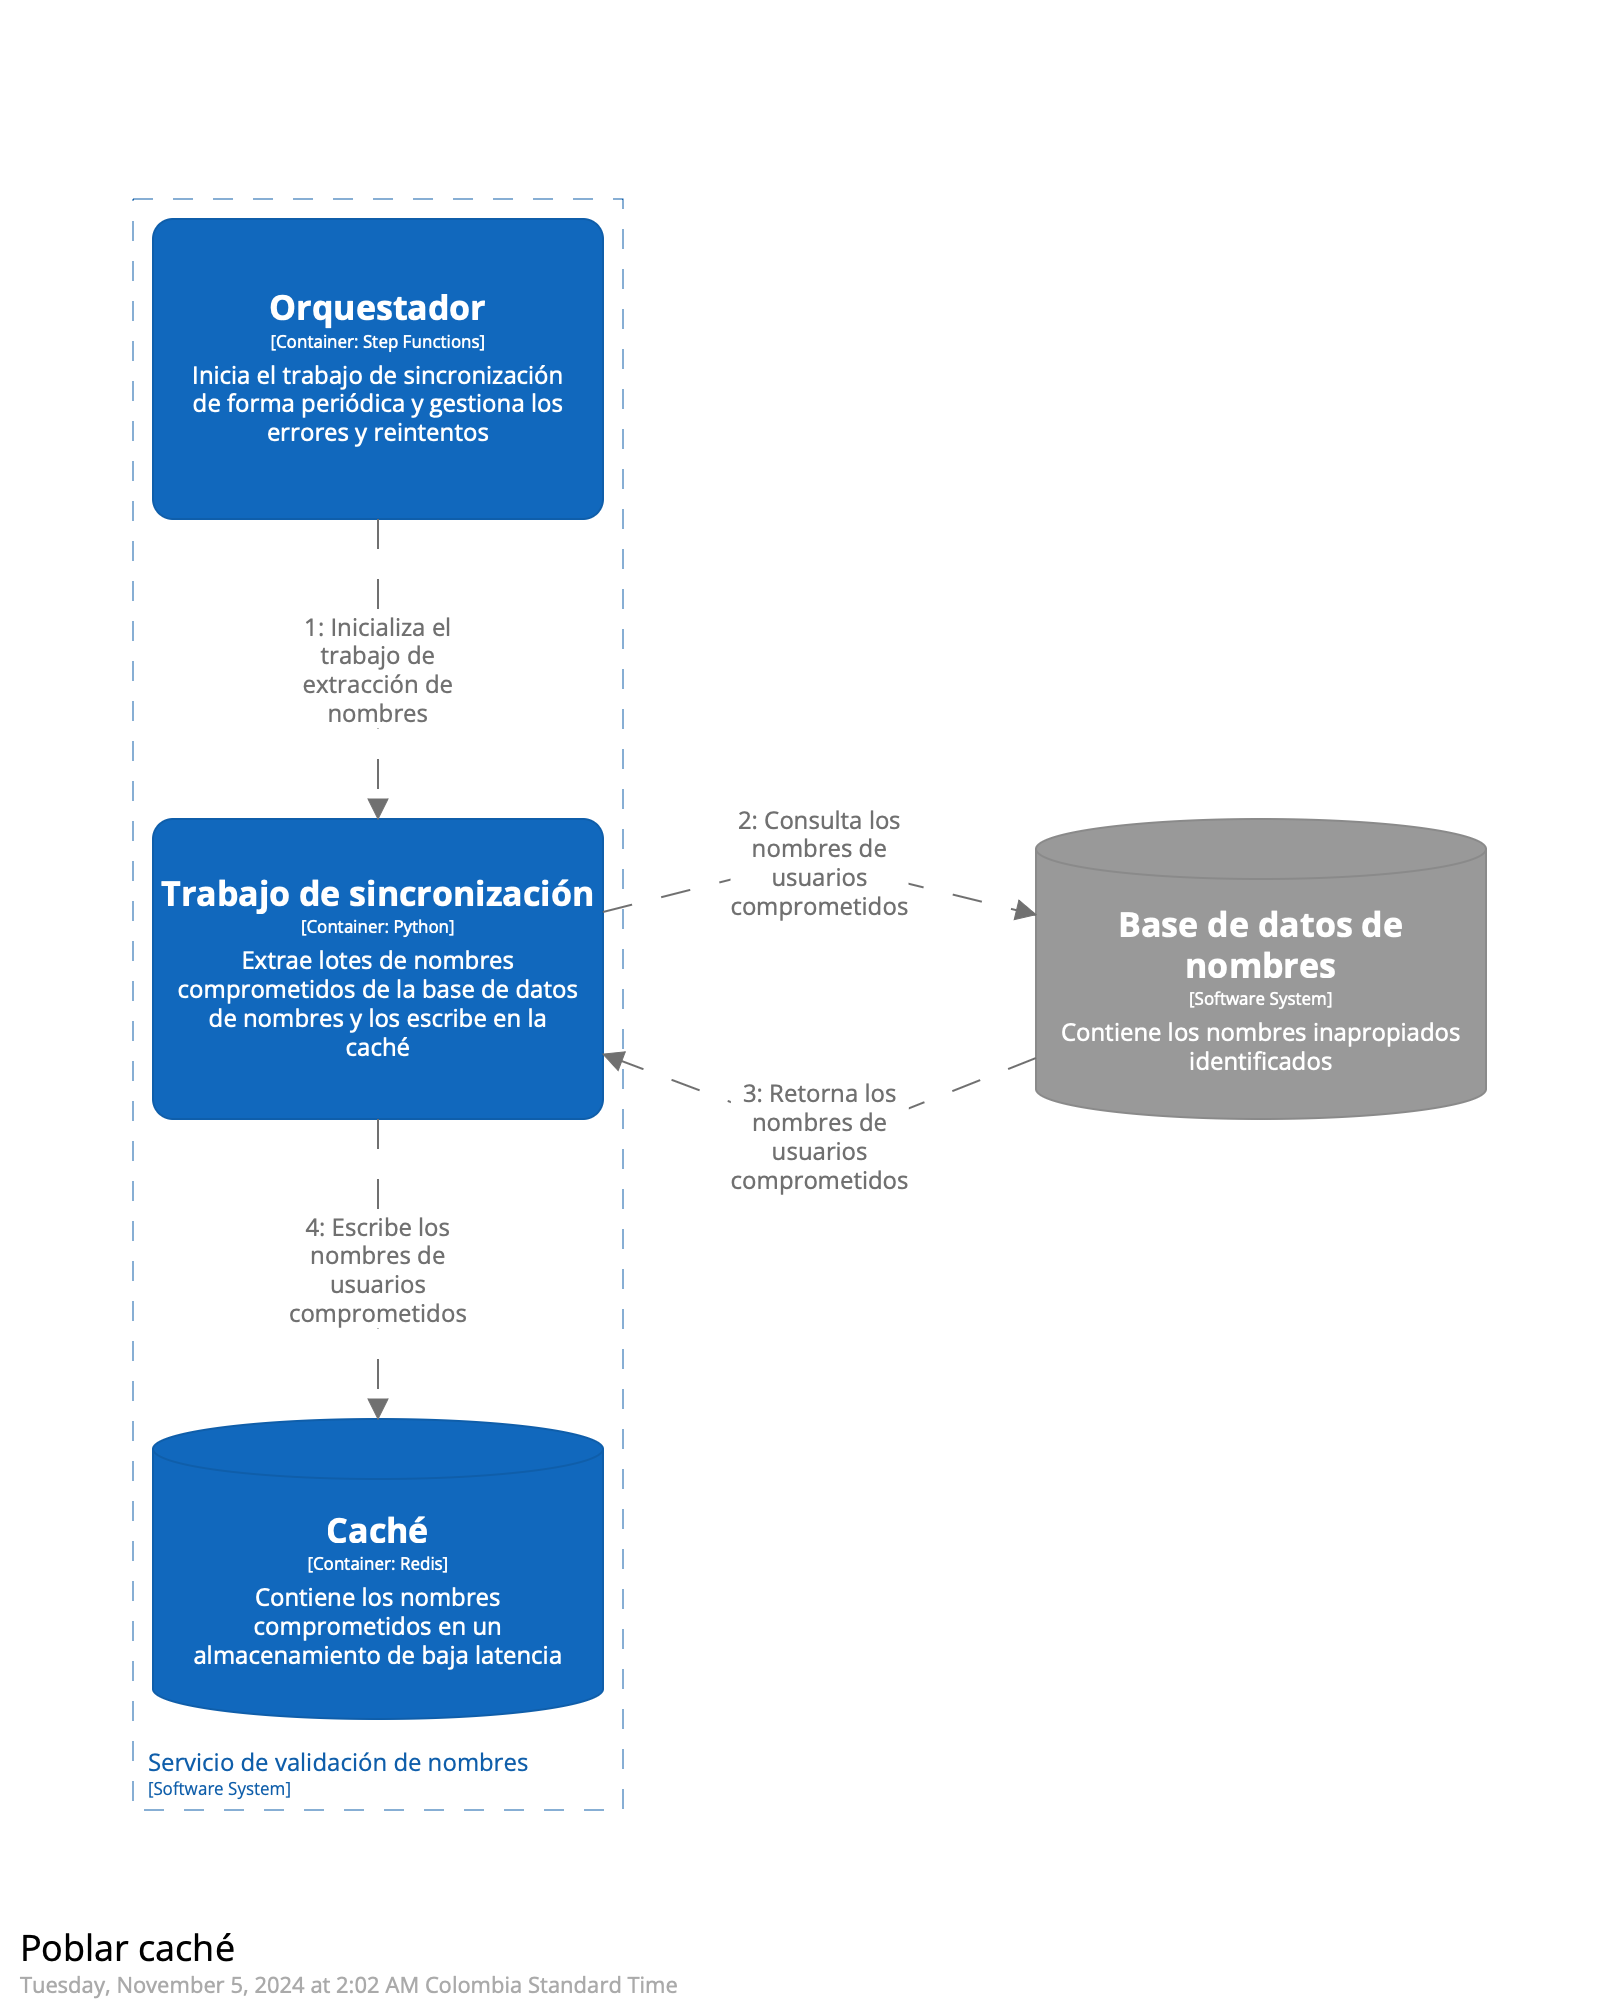 Orquestador
[Container: Step Functions]
Inicia el trabajo de sincronización
de forma periódica y gestiona los
errores y reintentos
1: Inicializa el
trabajo de
extracción de
nombres
Trabajo de sincronización
[Container: Python]
Extrae lotes de nombres
comprometidos de la base de datos
de nombres y los escribe en la
caché
2: Consulta los
nombres de
usuarios
comprometidos
Base de datos de
nombres
[Software System]
Contiene los nombres inapropiados
identificados
3: Retorna los
nombres de
usuarios
comprometidos
4: Escribe los
nombres de
usuarios
comprometidos
Caché
[Container: Redis]
Contiene los nombres
comprometidos en un
almacenamiento de baja latencia
Servicio de validación de nombres
[Software System]
Poblar caché
Tuesday, November 5, 2024 at 2:02 AM Colombia Standard Time